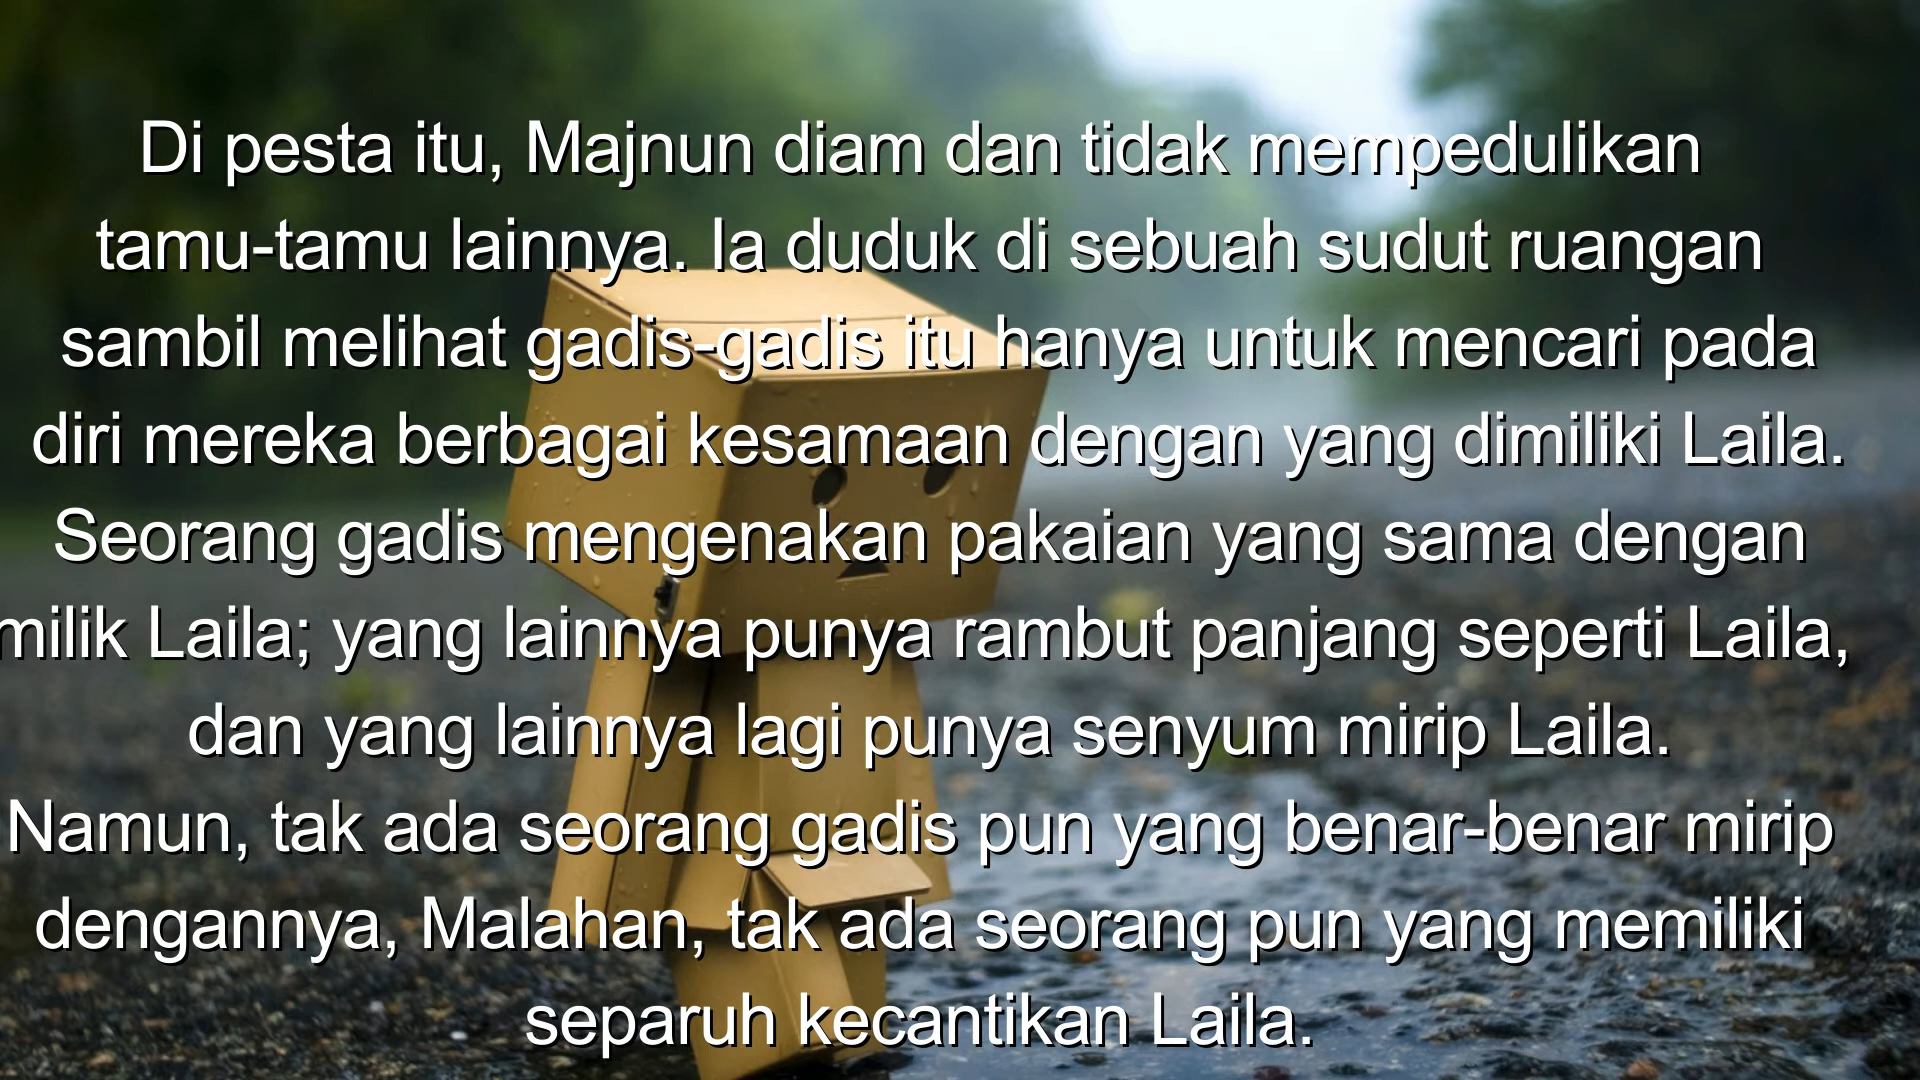 Di pesta itu, Majnun diam dan tidak mempedulikan
tamu-tamu lainnya. Ia duduk di sebuah sudut ruangan
sambil melihat gadis-gadis itu hanya untuk mencari pada
diri mereka berbagai kesamaan dengan yang dimiliki Laila.
Seorang gadis mengenakan pakaian yang sama dengan
milik Laila; yang lainnya punya rambut panjang seperti Laila,
dan yang lainnya lagi punya senyum mirip Laila.
Namun, tak ada seorang gadis pun yang benar-benar mirip
dengannya, Malahan, tak ada seorang pun yang memiliki
separuh kecantikan Laila.